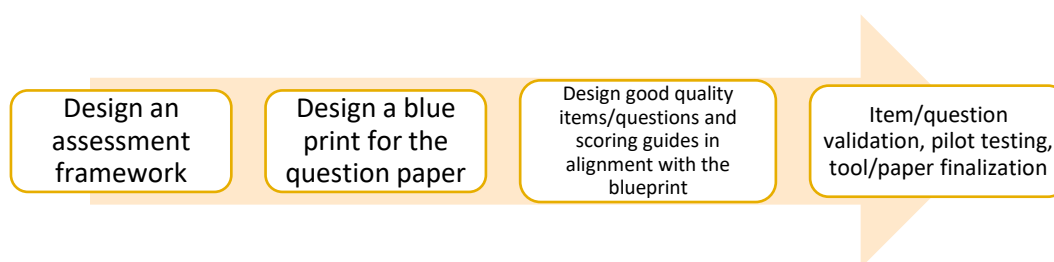 Design an
assessment
framework
Design a blue
print for the
question paper
Design good quality
items/questions and
scoring guides in
alignment with the
blueprint
Item/question
validation, pilot testing,
tool/paper finalization